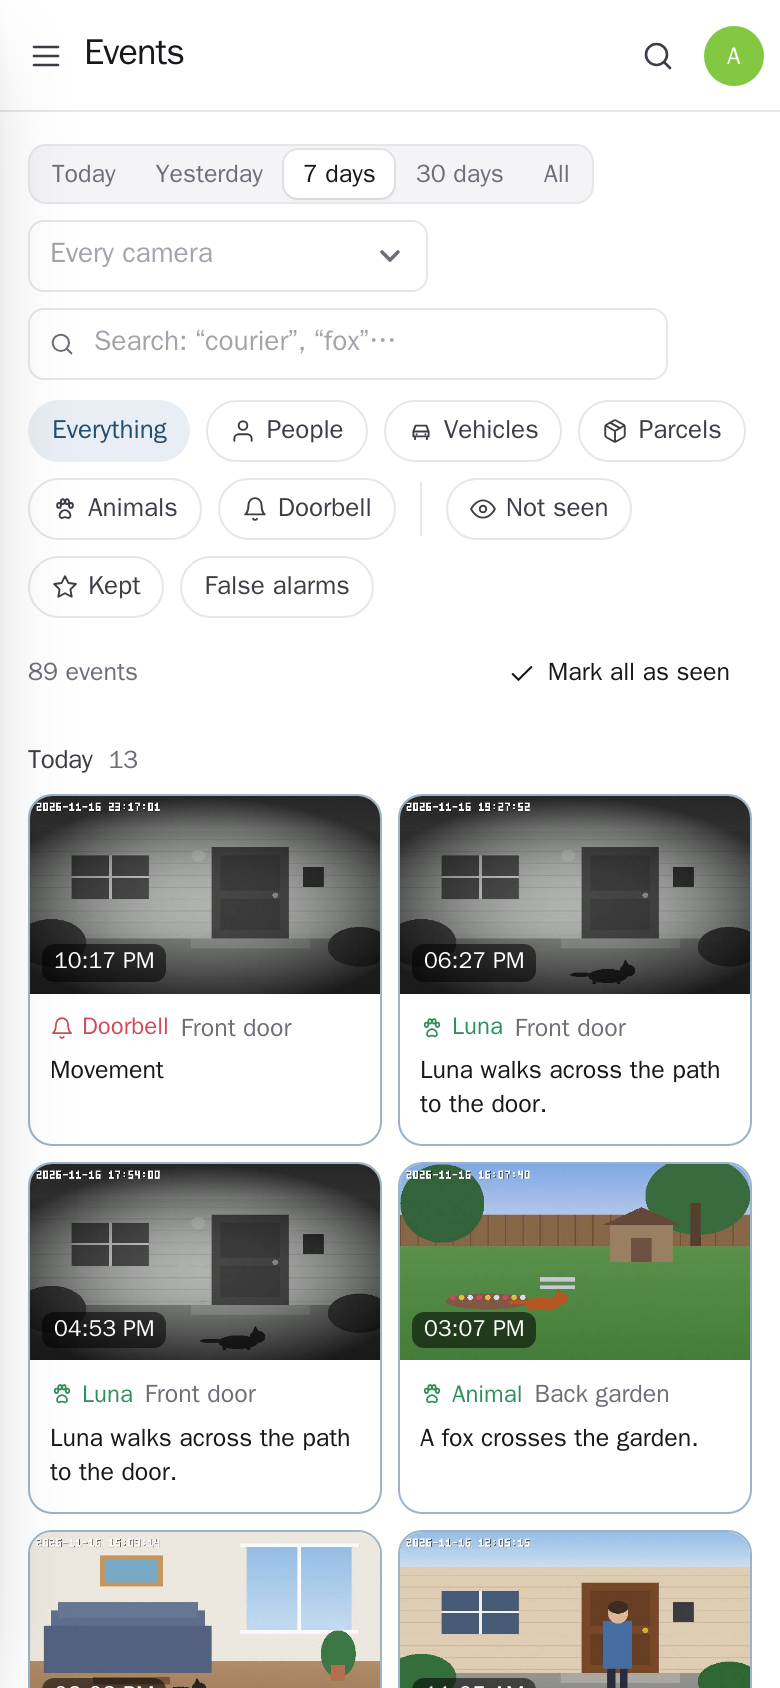 Events
A
Today Yesterday 7 days 30 days All
Every camera
Search: “courier”, “fox”…
Everything People Vehicles Parcels
Animals Doorbell Not seen
Kept False alarms
89 events Mark all as seen
Today 13
2026-11-16 23:17:01
10:17 PM
Doorbell Front door
Movement
2026-11-16 19:27:52
06:27 PM
Luna Front door
Luna walks across the path
to the door.
2026-11-16 17:54:00
04:53 PM
Luna Front door
Luna walks across the path
to the door.
2026-11-16 16:07:40
03:07 PM
Animal Back garden
A fox crosses the garden.
2026-11-16 12:05:15